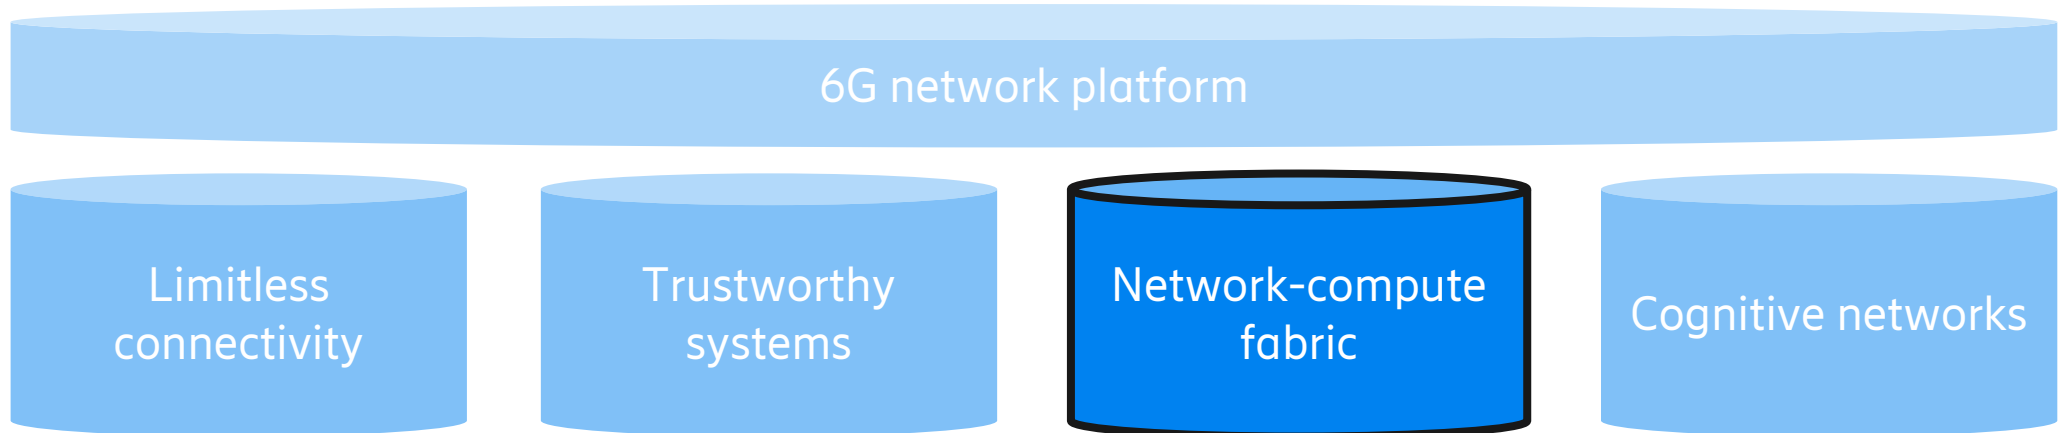 6G network platform
Limitless
connectivity
Trustworthy
systems
Network-compute
fabric
Cognitive networks